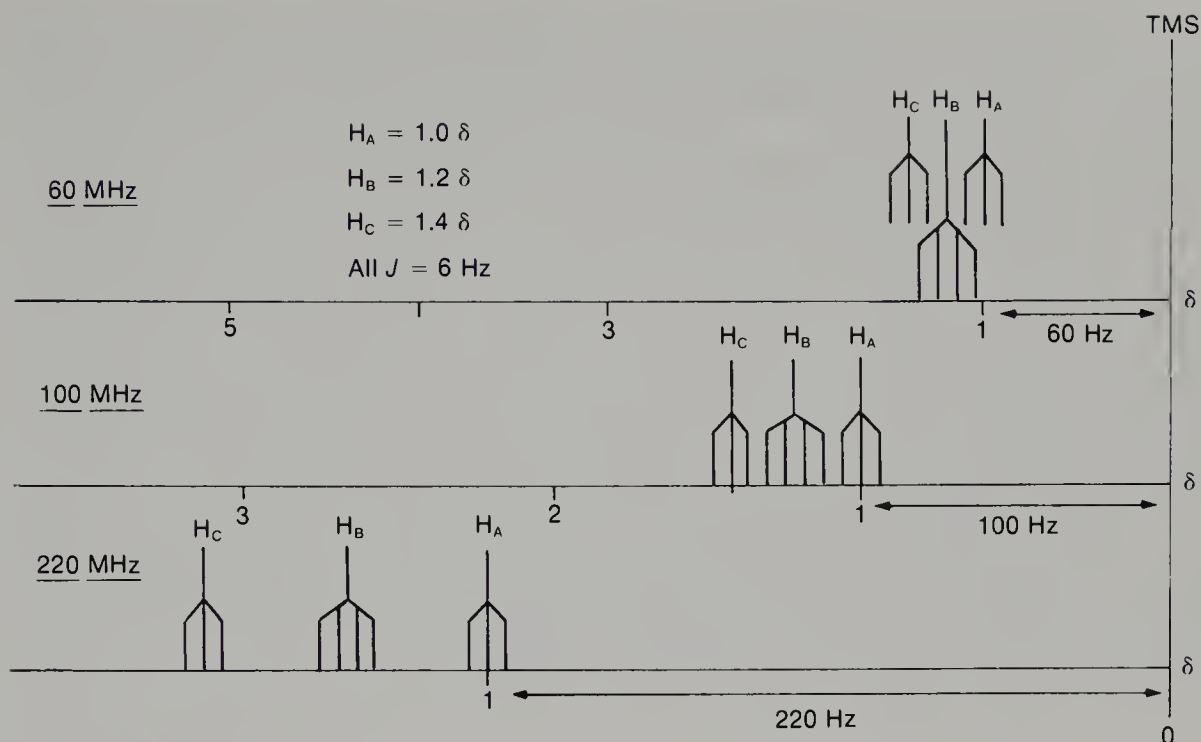 TMS
H_C H_B H_A
H_A = 1.0 δ
H_B = 1.2 δ
H_C = 1.4 δ
All J = 6 Hz
60 MHz
δ
5 3 1
60 Hz
H_C H_B H_A
100 MHz
δ
3 2 1
100 Hz
H_C H_B H_A
220 MHz
δ
1
220 Hz
0